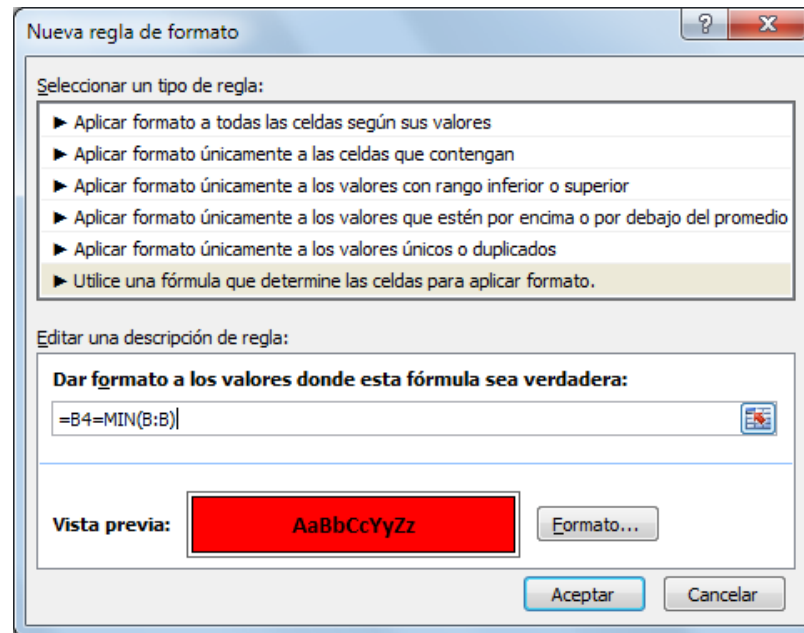 Nueva regla de formato
Seleccionar un tipo de regla:
► Aplicar formato a todas las celdas según sus valores
► Aplicar formato únicamente a las celdas que contengan
► Aplicar formato únicamente a los valores con rango inferior o superior
► Aplicar formato únicamente a los valores que estén por encima o por debajo del promedio
► Aplicar formato únicamente a los valores únicos o duplicados
► Utilice una fórmula que determine las celdas para aplicar formato.
Editar una descripción de regla:
Dar formato a los valores donde esta fórmula sea verdadera:
=B4=MIN(B:B)
Vista previa: AaBbCcYyZz Formato...
Aceptar Cancelar